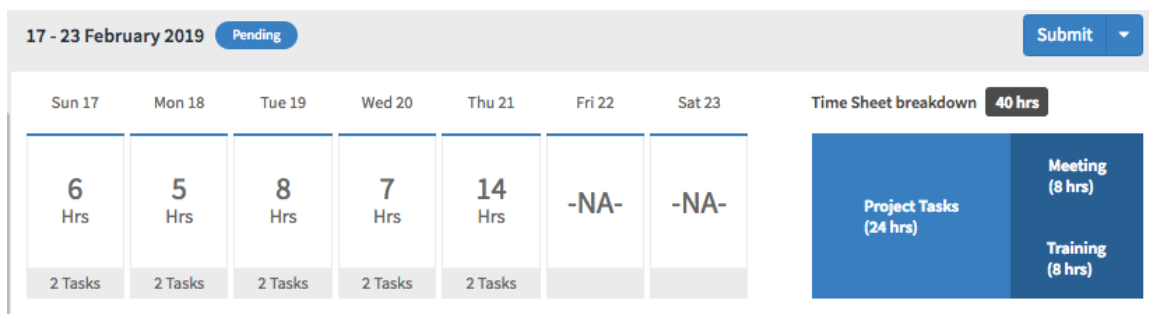 17 - 23 February 2019 Pending Submit
Sun 17 Mon 18 Tue 19 Wed 20 Thu 21 Fri 22 Sat 23 Time Sheet breakdown 40 hrs
6 5 8 7 14 -NA- -NA-
Hrs Hrs Hrs Hrs Hrs
2 Tasks 2 Tasks 2 Tasks 2 Tasks 2 Tasks
Project Tasks
(24 hrs)
Meeting
(8 hrs)
Training
(8 hrs)